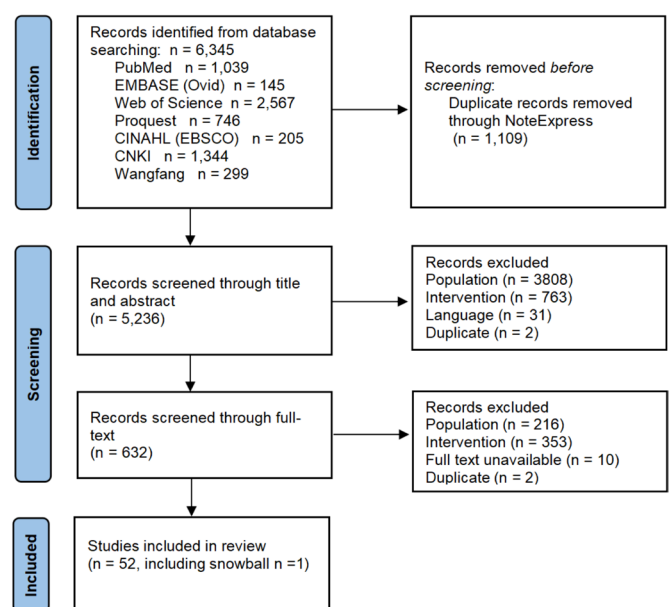 Identification
Records identified from database
searching: n = 6,345
PubMed n = 1,039
EMBASE (Ovid) n = 145
Web of Science n = 2,567
Proquest n = 746
CINAHL (EBSCO) n = 205
CNKI n = 1,344
Wangfang n = 299
Records removed before
screening:
Duplicate records removed
through NoteExpress
(n = 1,109)
Screening
Records screened through title
and abstract
(n = 5,236)
Records excluded
Population (n = 3808)
Intervention (n = 763)
Language (n = 31)
Duplicate (n = 2)
Records screened through full-
text
(n = 632)
Records excluded
Population (n = 216)
Intervention (n = 353)
Full text unavailable (n = 10)
Duplicate (n = 2)
Included
Studies included in review
(n = 52, including snowball n =1)